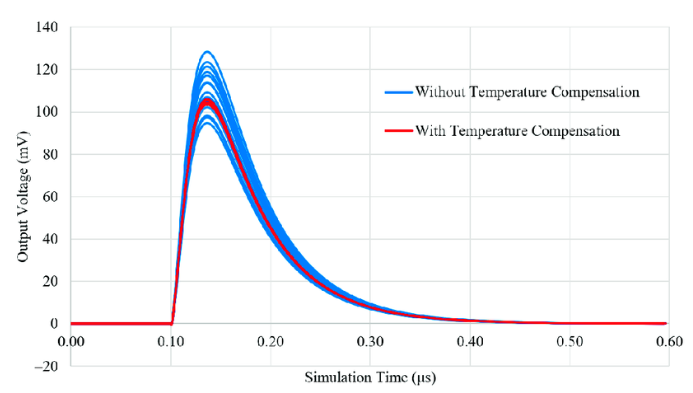 140
120
100
80
60
40
20
0
–20
Output Voltage (mV)
Without Temperature Compensation
With Temperature Compensation
0.00 0.10 0.20 0.30 0.40 0.50 0.60
Simulation Time (μs)